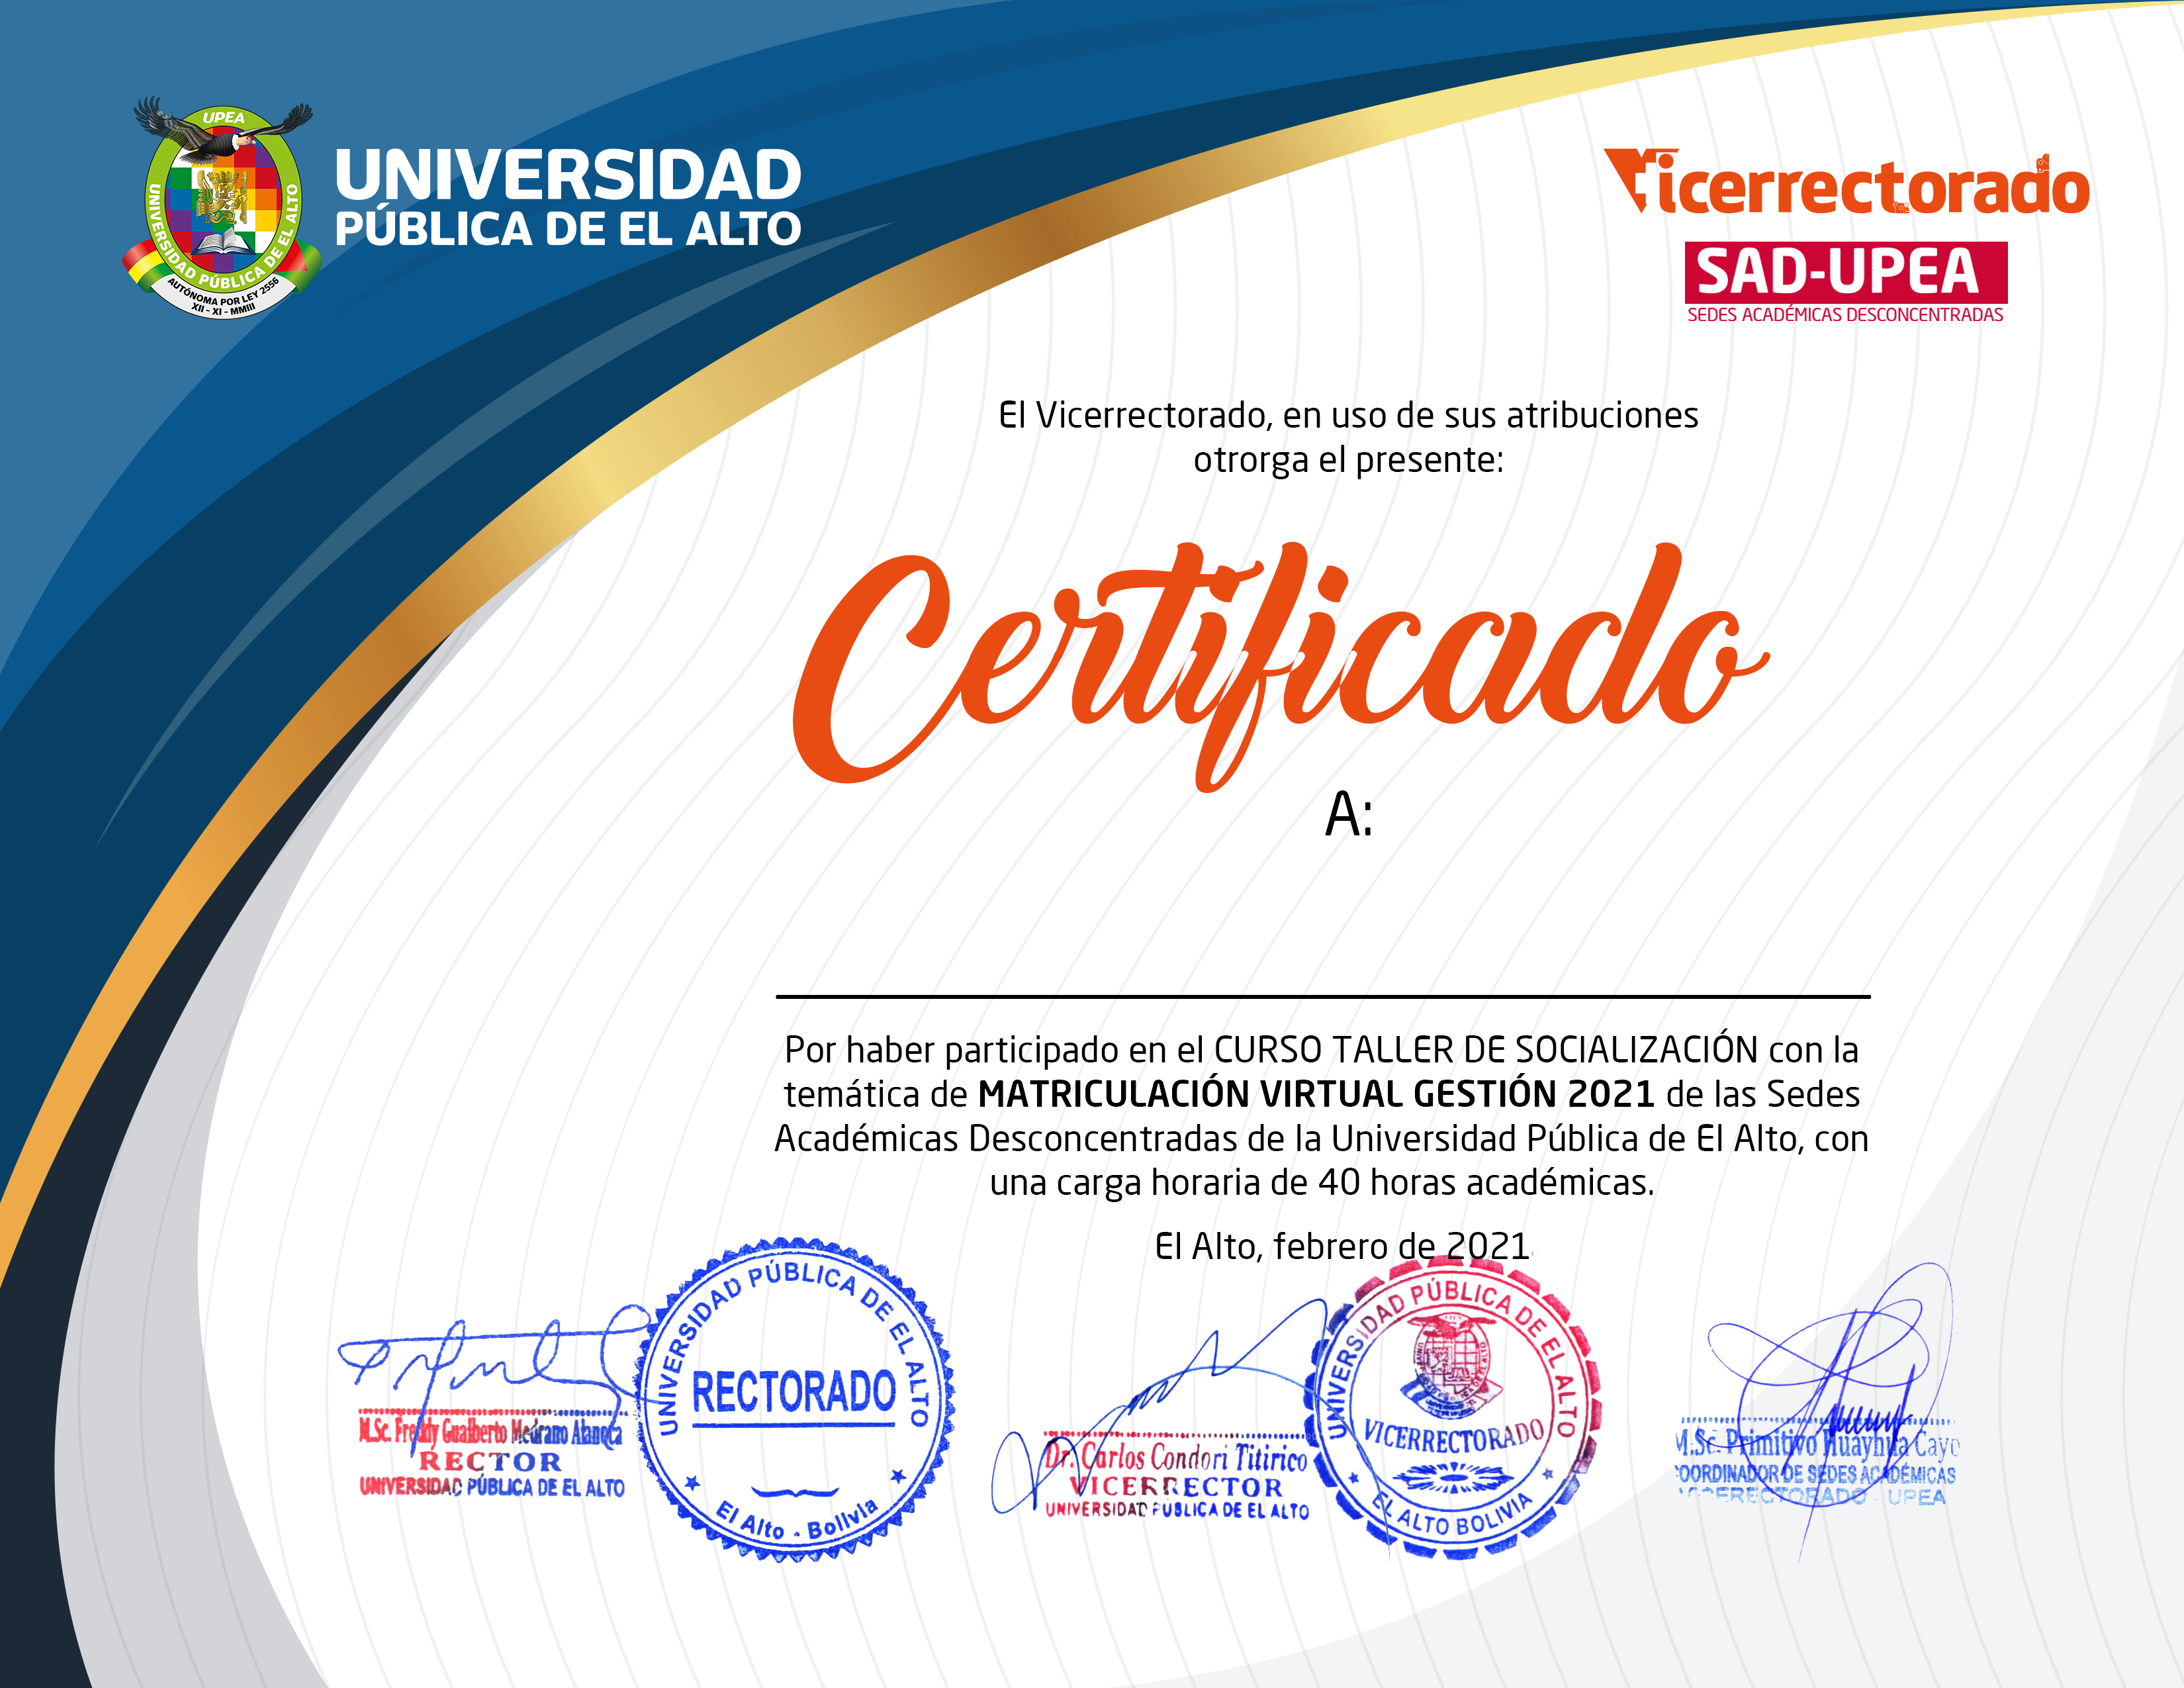 UPEA
UNIVERSIDAD PÚBLICA DE EL ALTO
AUTÓNOMA POR LEY 2556
XII - XI - MMIII
UNIVERSIDAD
PÚBLICA DE EL ALTO
Vicerrectorado
SAD-UPEA
SEDES ACADÉMICAS DESCONCENTRADAS
El Vicerrectorado, en uso de sus atribuciones
otrorga el presente:
Certificado
A:
Por haber participado en el CURSO TALLER DE SOCIALIZACIÓN con la
temática de MATRICULACIÓN VIRTUAL GESTIÓN 2021 de las Sedes
Académicas Desconcentradas de la Universidad Pública de El Alto, con
una carga horaria de 40 horas académicas.
El Alto, febrero de 2021
M.Sc. Freddy Gualberto Medrano
RECTOR
UNIVERSIDAD PÚBLICA DE EL ALTO
UNIVERSIDAD PÚBLICA DE EL ALTO
RECTORADO
El Alto - Bolivia
Dr. Carlos Condori Titirico
VICERRECTOR
UNIVERSIDAD PÚBLICA DE EL ALTO
UNIVERSIDAD PÚBLICA DE EL ALTO
VICERRECTORADO
EL ALTO BOLIVIA
M.Sc. Primitivo Huayhua Cayo
COORDINADOR DE SEDES ACADÉMICAS
VICERRECTORADO - UPEA